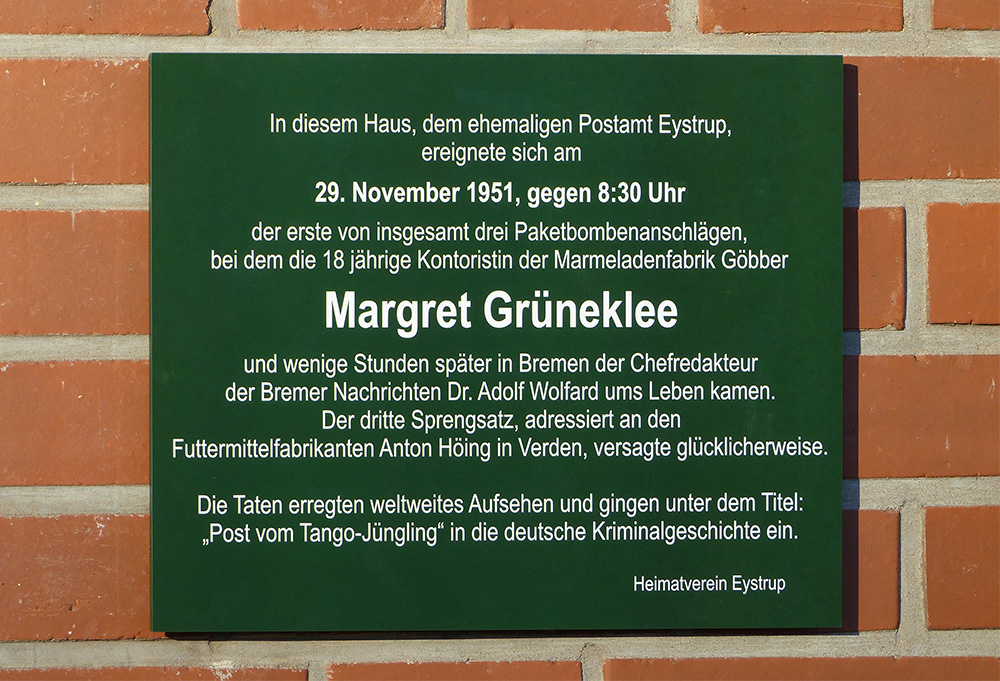 In diesem Haus, dem ehemaligen Postamt Eystrup,
ereignete sich am
29. November 1951, gegen 8:30 Uhr
der erste von insgesamt drei Paketbombenanschlägen,
bei dem die 18 jährige Kontoristin der Marmeladenfabrik Göbber
Margret Grüneklee
und wenige Stunden später in Bremen der Chefredakteur
der Bremer Nachrichten Dr. Adolf Wolfard ums Leben kamen.
Der dritte Sprengsatz, adressiert an den
Futtermittelfabrikanten Anton Höing in Verden, versagte glücklicherweise.
Die Taten erregten weltweites Aufsehen und gingen unter dem Titel:
„Post vom Tango-Jüngling“ in die deutsche Kriminalgeschichte ein.
Heimatverein Eystrup